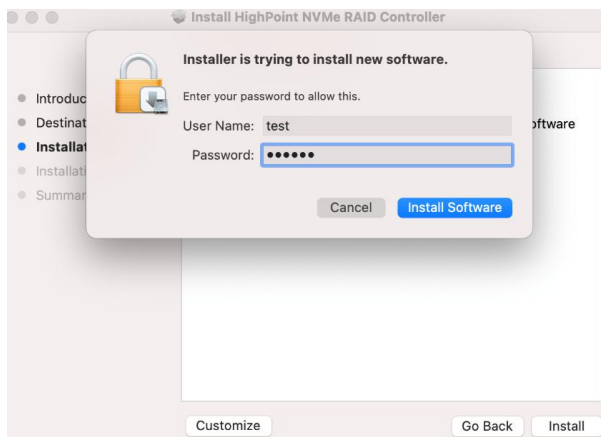 Install HighPoint NVMe RAID Controller
Installer is trying to install new software.
Enter your password to allow this.
User Name: test
Password: ••••••
Cancel
Install Software
Introduc
Destinat
Installat
Installati
Summar
oftware
Customize
Go Back
Install